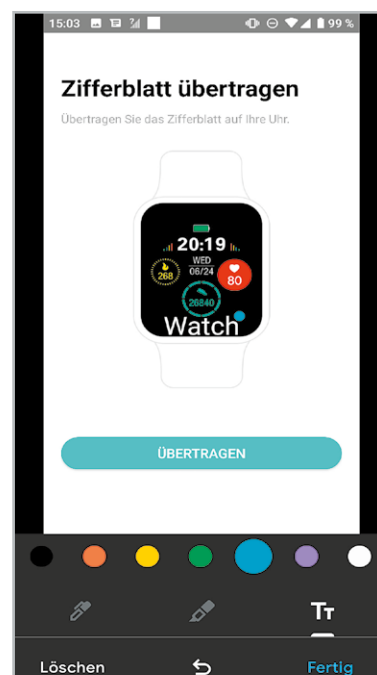 15:03
99 %
Zifferblatt übertragen
Übertragen Sie das Zifferblatt auf Ihre Uhr.
20:19
WED
06/24
268
80
26840
Watch
ÜBERTRAGEN
TT
Löschen
Fertig